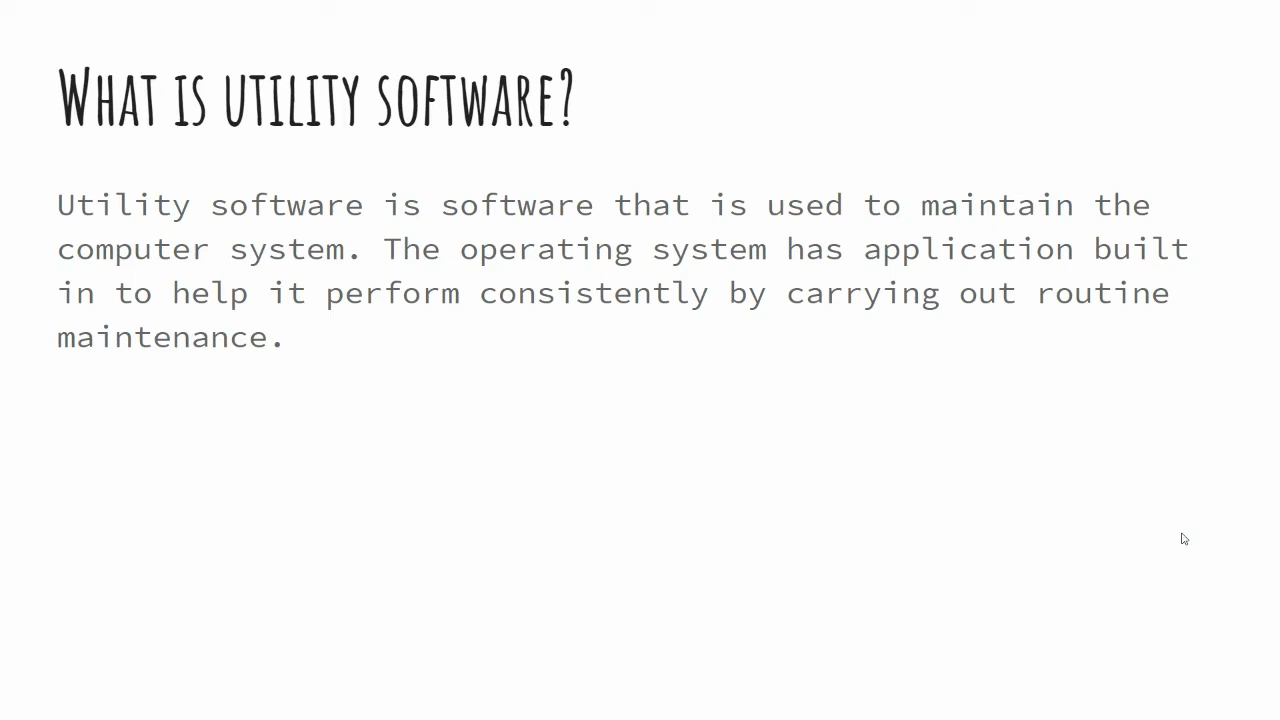 What is utility software?
Utility software is software that is used to maintain the
computer system. The operating system has application built
in to help it perform consistently by carrying out routine
maintenance.